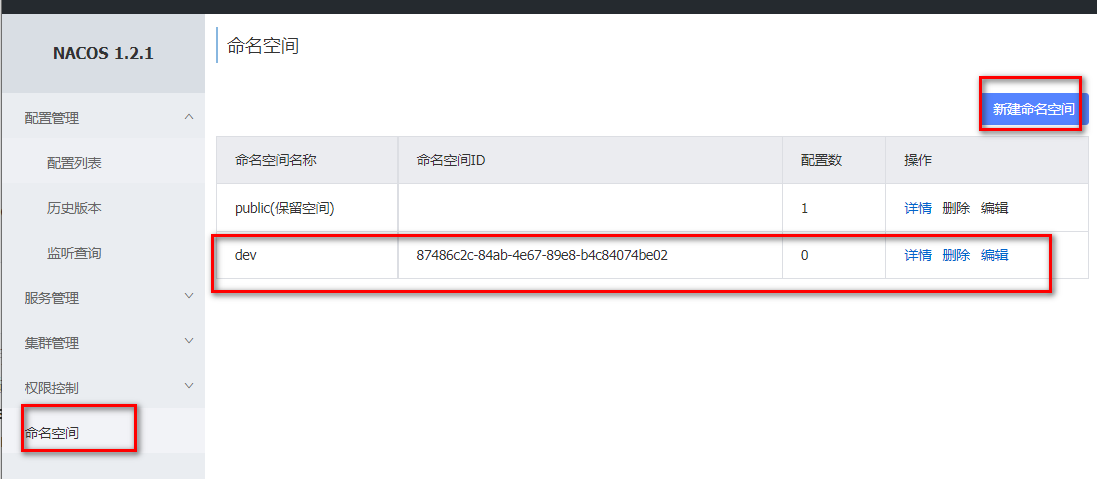 NACOS 1.2.1
配置管理
配置列表
历史版本
监听查询
服务管理
集群管理
权限控制
命名空间
命名空间
新建命名空间
命名空间名称 命名空间ID 配置数 操作
public(保留空间) 1 详情 删除 编辑
dev 87486c2c-84ab-4e67-89e8-b4c84074be02 0 详情 删除 编辑